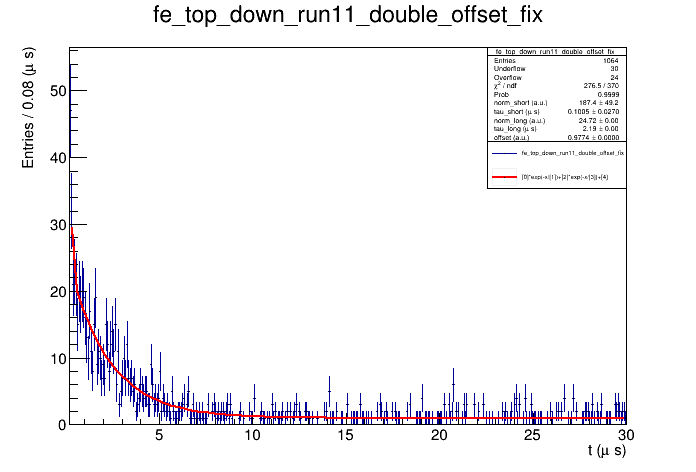 fe_top_down_run11_double_offset_fix
Entries / 0.08 (μ s)
50
40
30
20
10
0
5
10
15
20
25
30
t (μ s)
fe_top_down_run11_double_offset_fix
Entries 1064
Underflow 30
Overflow 24
χ² / ndf 276.5 / 370
Prob 0.9999
norm_short (a.u.) 187.4 ± 49.2
tau_short (μ s) 0.1005 ± 0.0270
norm_long (a.u.) 24.72 ± 0.00
tau_long (μ s) 2.19 ± 0.00
offset (a.u.) 0.9774 ± 0.0000
fe_top_down_run11_double_offset_fix
[0]*exp(-x/[1])+[2]*exp(-x/[3])+[4]